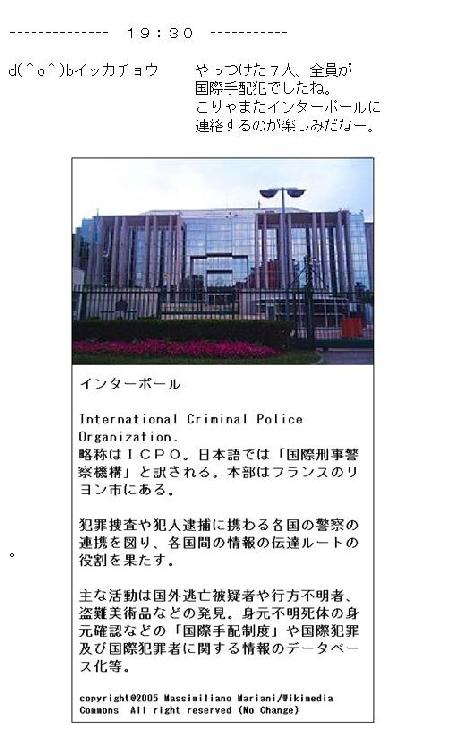 -------------- １９：３０ -----------
d(^o^)bイッカチョウ　やっつけた７人、全員が
国際手配犯でしたね。
こりゃまたインターポールに
連絡するのが楽しみだなー。
インターポール
International Criminal Police
Organization.
略称はＩＣＰＯ。日本語では「国際刑事警
察機構」と訳される。本部はフランスのリ
ヨン市にある。
犯罪捜査や犯人逮捕に携わる各国の警察の
連携を図り、各国間の情報の伝達ルートの
。
役割を果たす。
主な活動は国外逃亡被疑者や行方不明者、
盗難美術品などの発見。身元不明死体の身
元確認などの「国際手配制度」や国際犯罪
及び国際犯罪者に関する情報のデータベー
ス化等。
copyright@2005 Massimiliano Mariani/Wikimedia
Commons All right reserved (No Change)